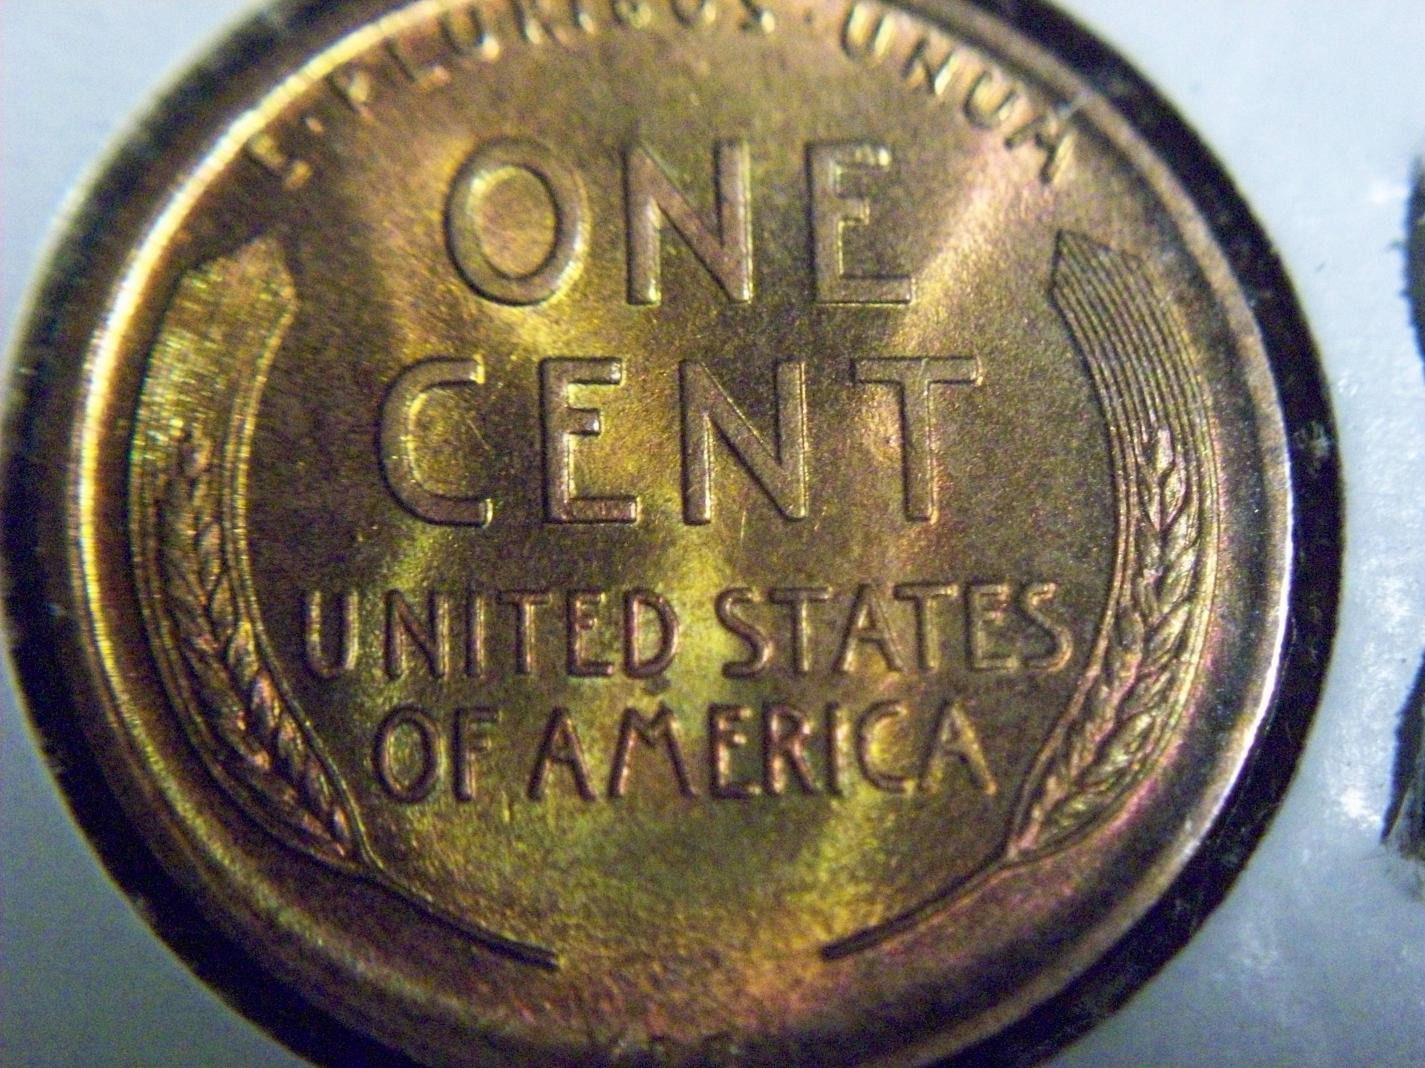 E · PLURIBUS · UNUM
ONE
CENT
UNITED STATES
OF AMERICA